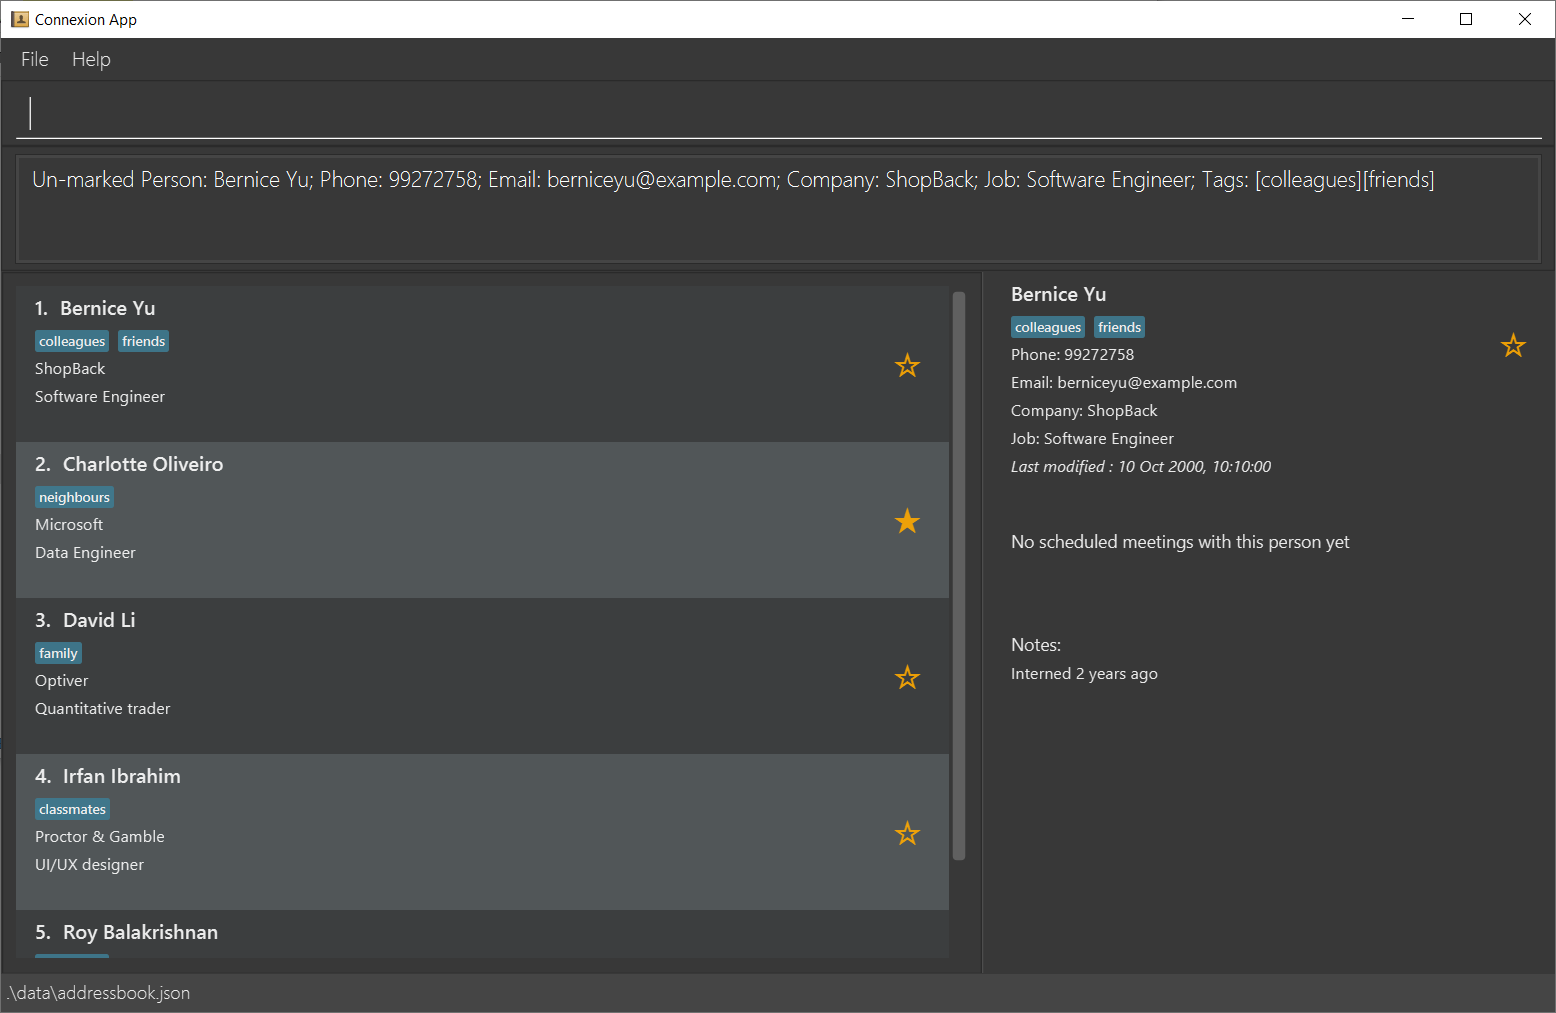 Connexion App
File Help
Un-marked Person: Bernice Yu; Phone: 99272758; Email: berniceyu@example.com; Company: ShopBack; Job: Software Engineer; Tags: [colleagues][friends]
1. Bernice Yu
colleagues friends
ShopBack
Software Engineer
2. Charlotte Oliveiro
neighbours
Microsoft
Data Engineer
3. David Li
family
Optiver
Quantitative trader
4. Irfan Ibrahim
classmates
Proctor & Gamble
UI/UX designer
5. Roy Balakrishnan
Bernice Yu
colleagues friends
Phone: 99272758
Email: berniceyu@example.com
Company: ShopBack
Job: Software Engineer
Last modified : 10 Oct 2000, 10:10:00
No scheduled meetings with this person yet
Notes:
Interned 2 years ago
.\data\addressbook.json